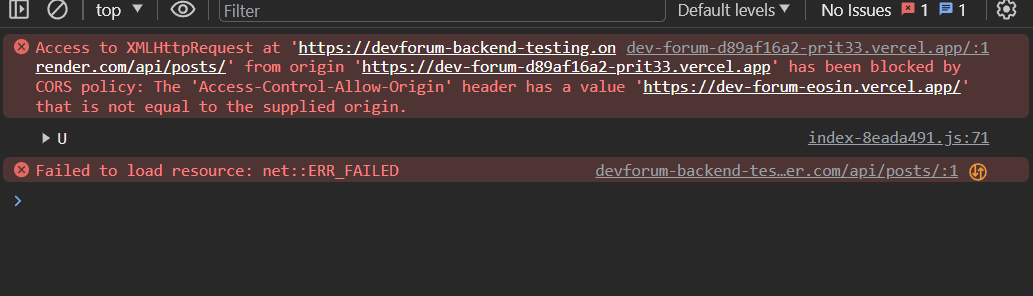 top ▼ Filter Default levels ▼ No Issues 1 1
Access to XMLHttpRequest at 'https://devforum-backend-testing.on dev-forum-d89af16a2-prit33.vercel.app/:1
render.com/api/posts/' from origin 'https://dev-forum-d89af16a2-prit33.vercel.app' has been blocked by
CORS policy: The 'Access-Control-Allow-Origin' header has a value 'https://dev-forum-eosin.vercel.app/'
that is not equal to the supplied origin.
▶ U index-8eada491.js:71
Failed to load resource: net::ERR_FAILED devforum-backend-tes…er.com/api/posts/:1